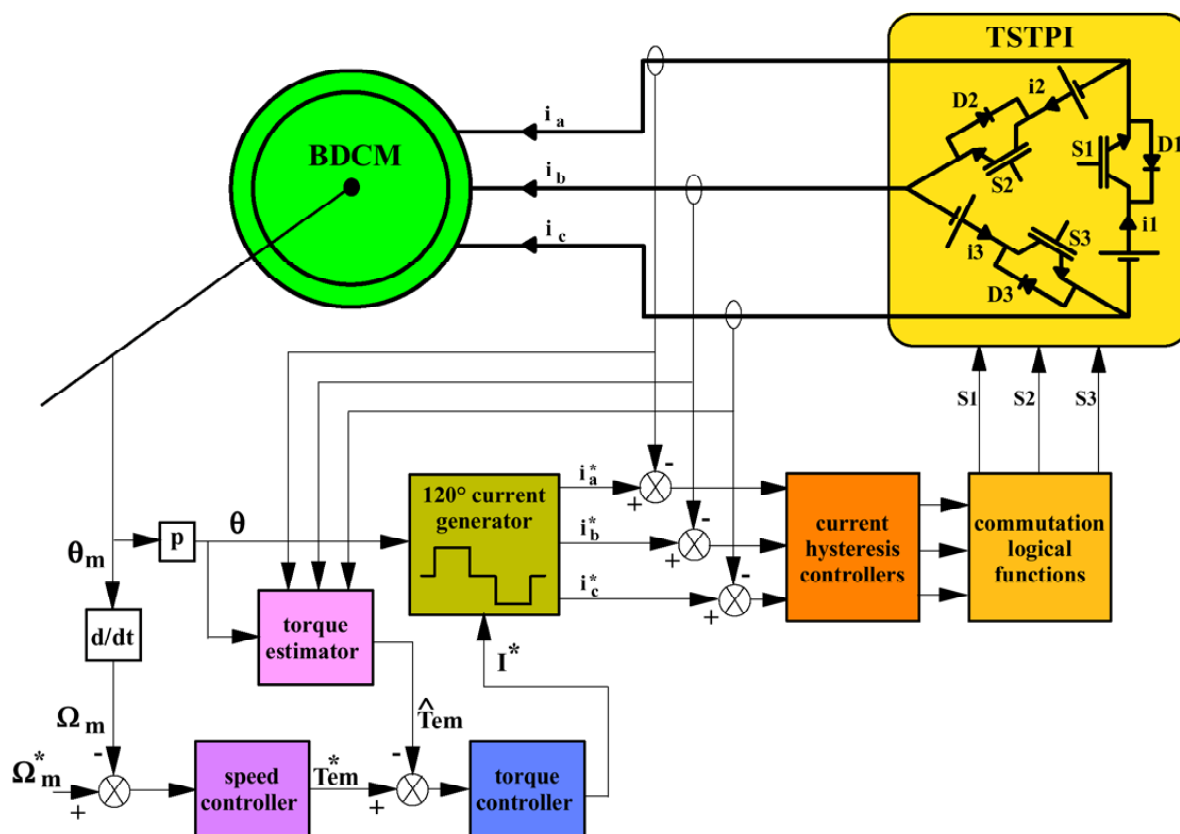 TSTPI
i2
D2
S1
D1
S2
i1
i3
S3
D3
BDCM
i a
i b
i c
S1
S2
S3
120° current
generator
i*a
i*b
i*c
-
+
-
+
-
+
current
hysteresis
controllers
commutation
logical
functions
θm
p
θ
d/dt
torque
estimator
I*
Ωm
T̂em
-
Ω*m
+
speed
controller
T*em
-
+
torque
controller